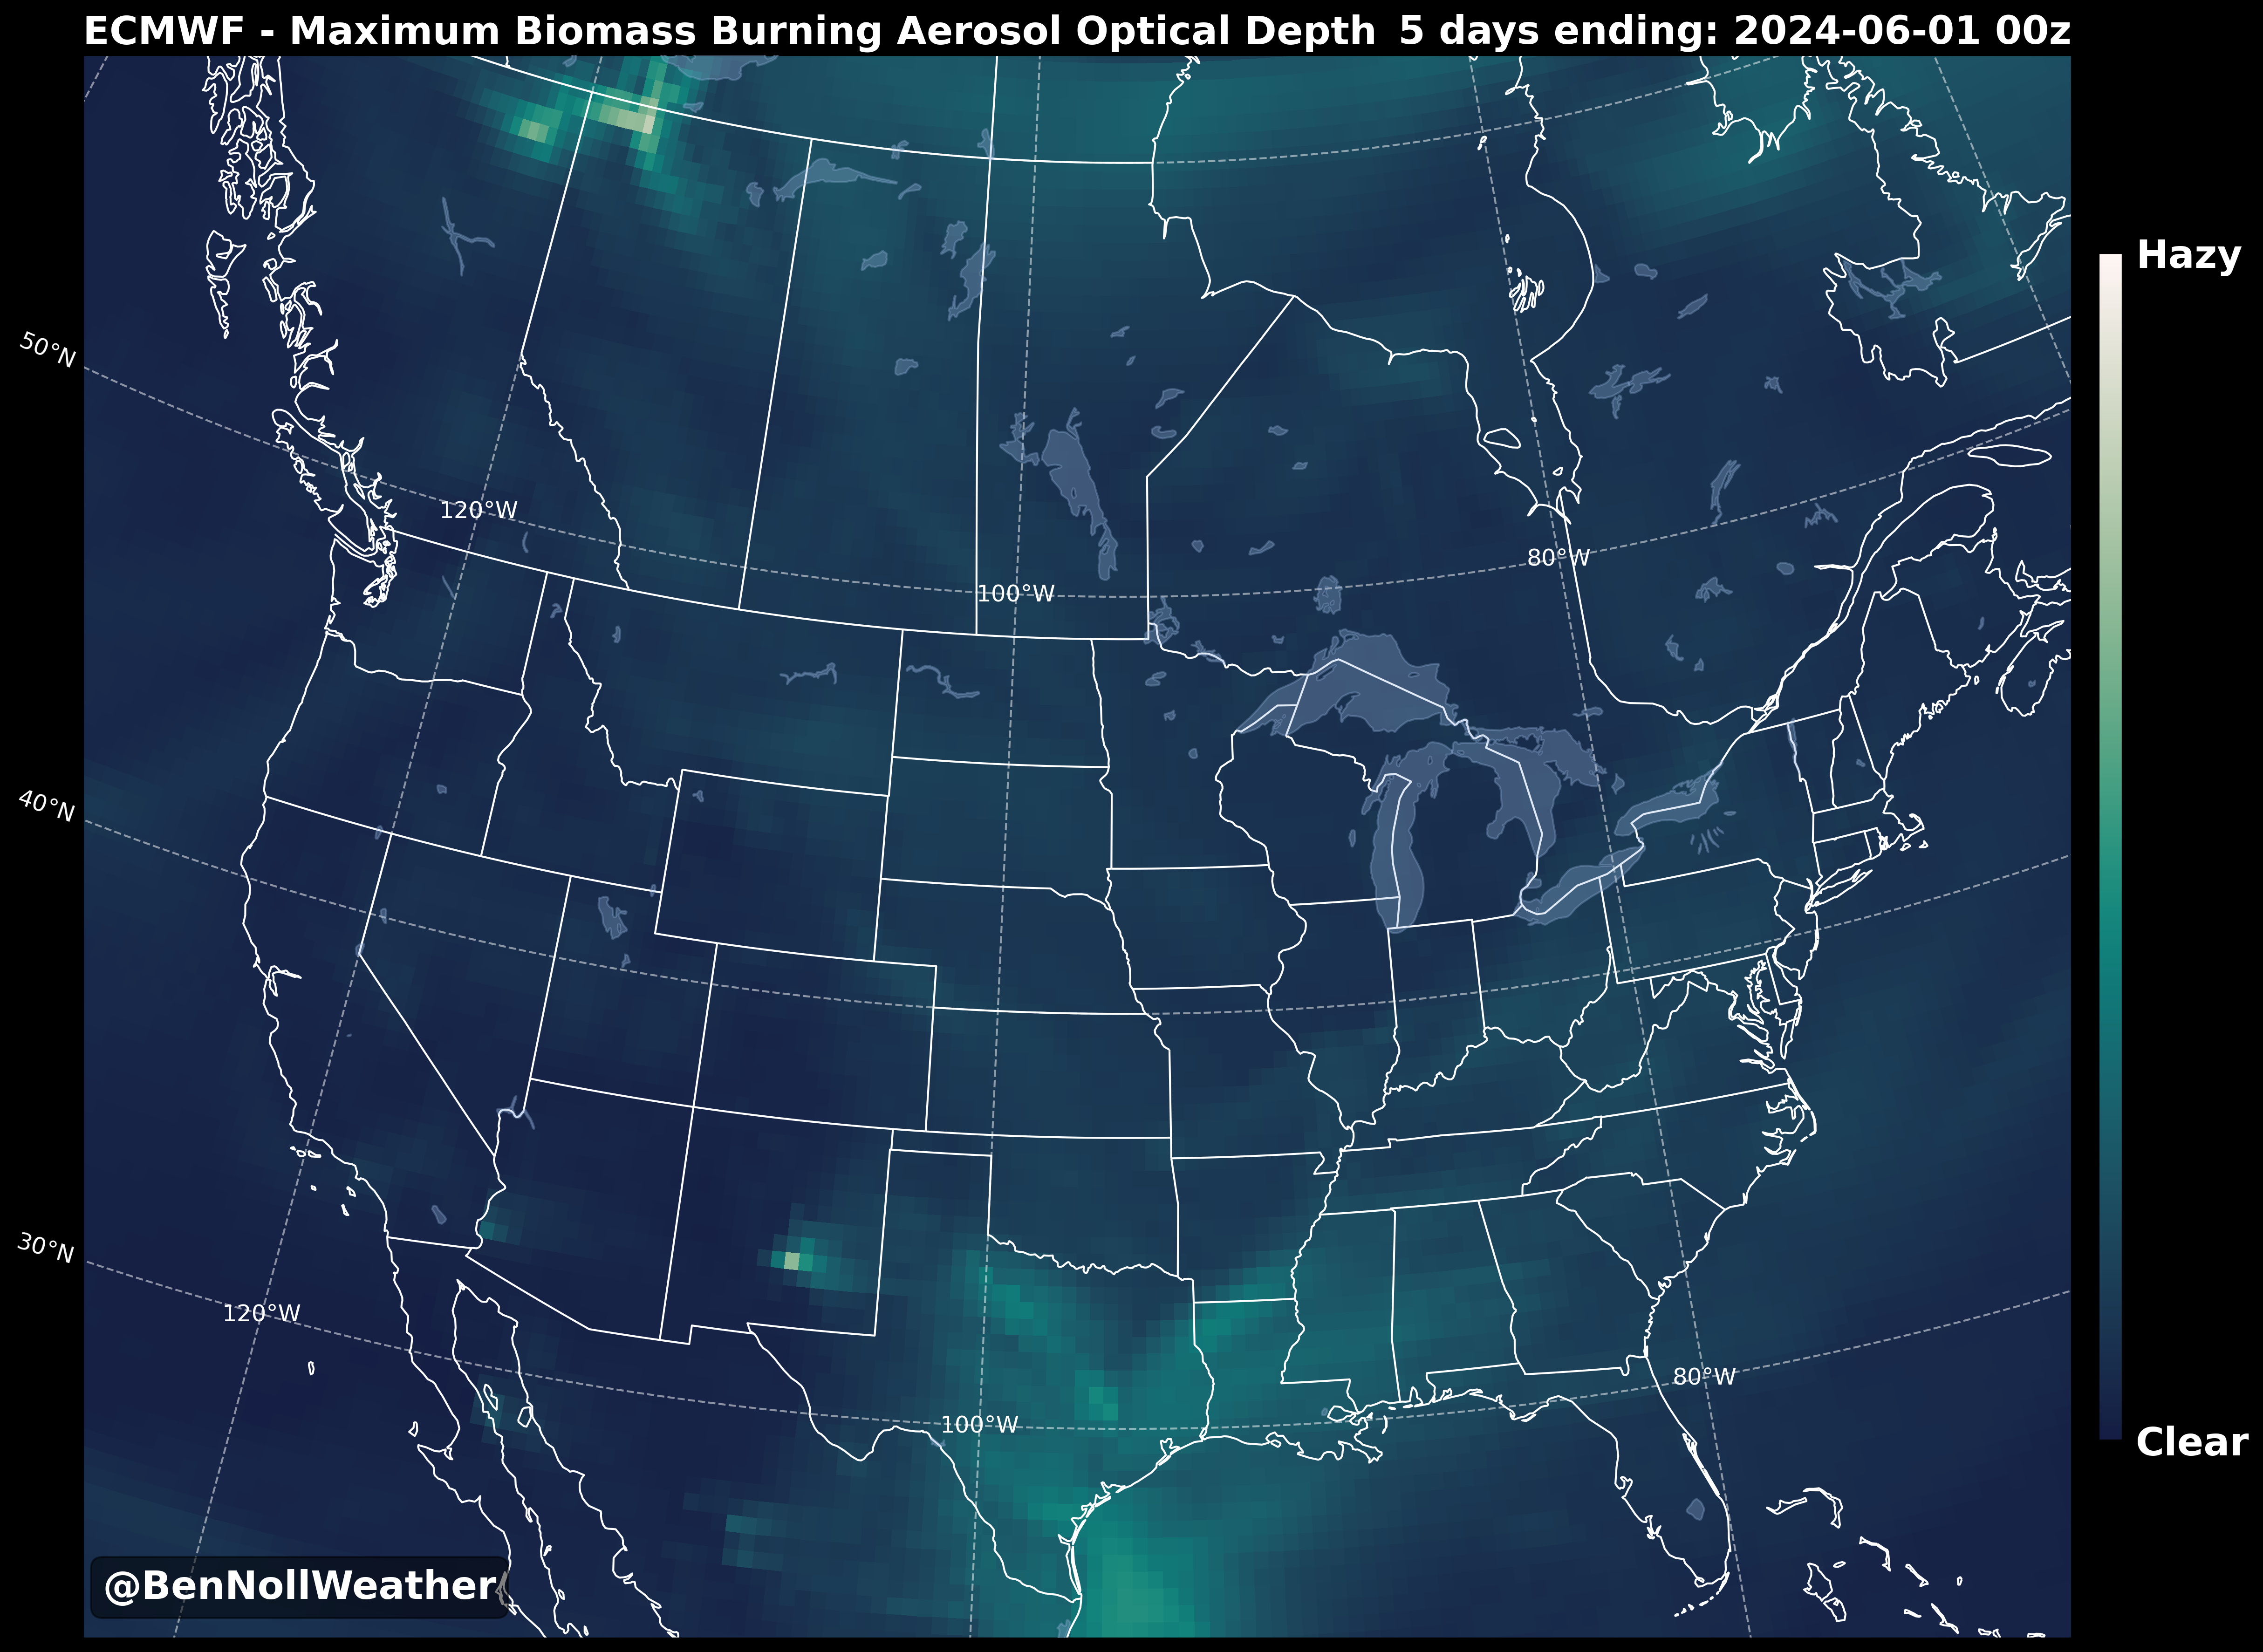 ECMWF - Maximum Biomass Burning Aerosol Optical Depth 5 days ending: 2024-06-01 00z
Hazy
50°N
120°W
80°W
100°W
40°N
30°N
120°W
80°W
100°W
Clear
@BenNollWeather